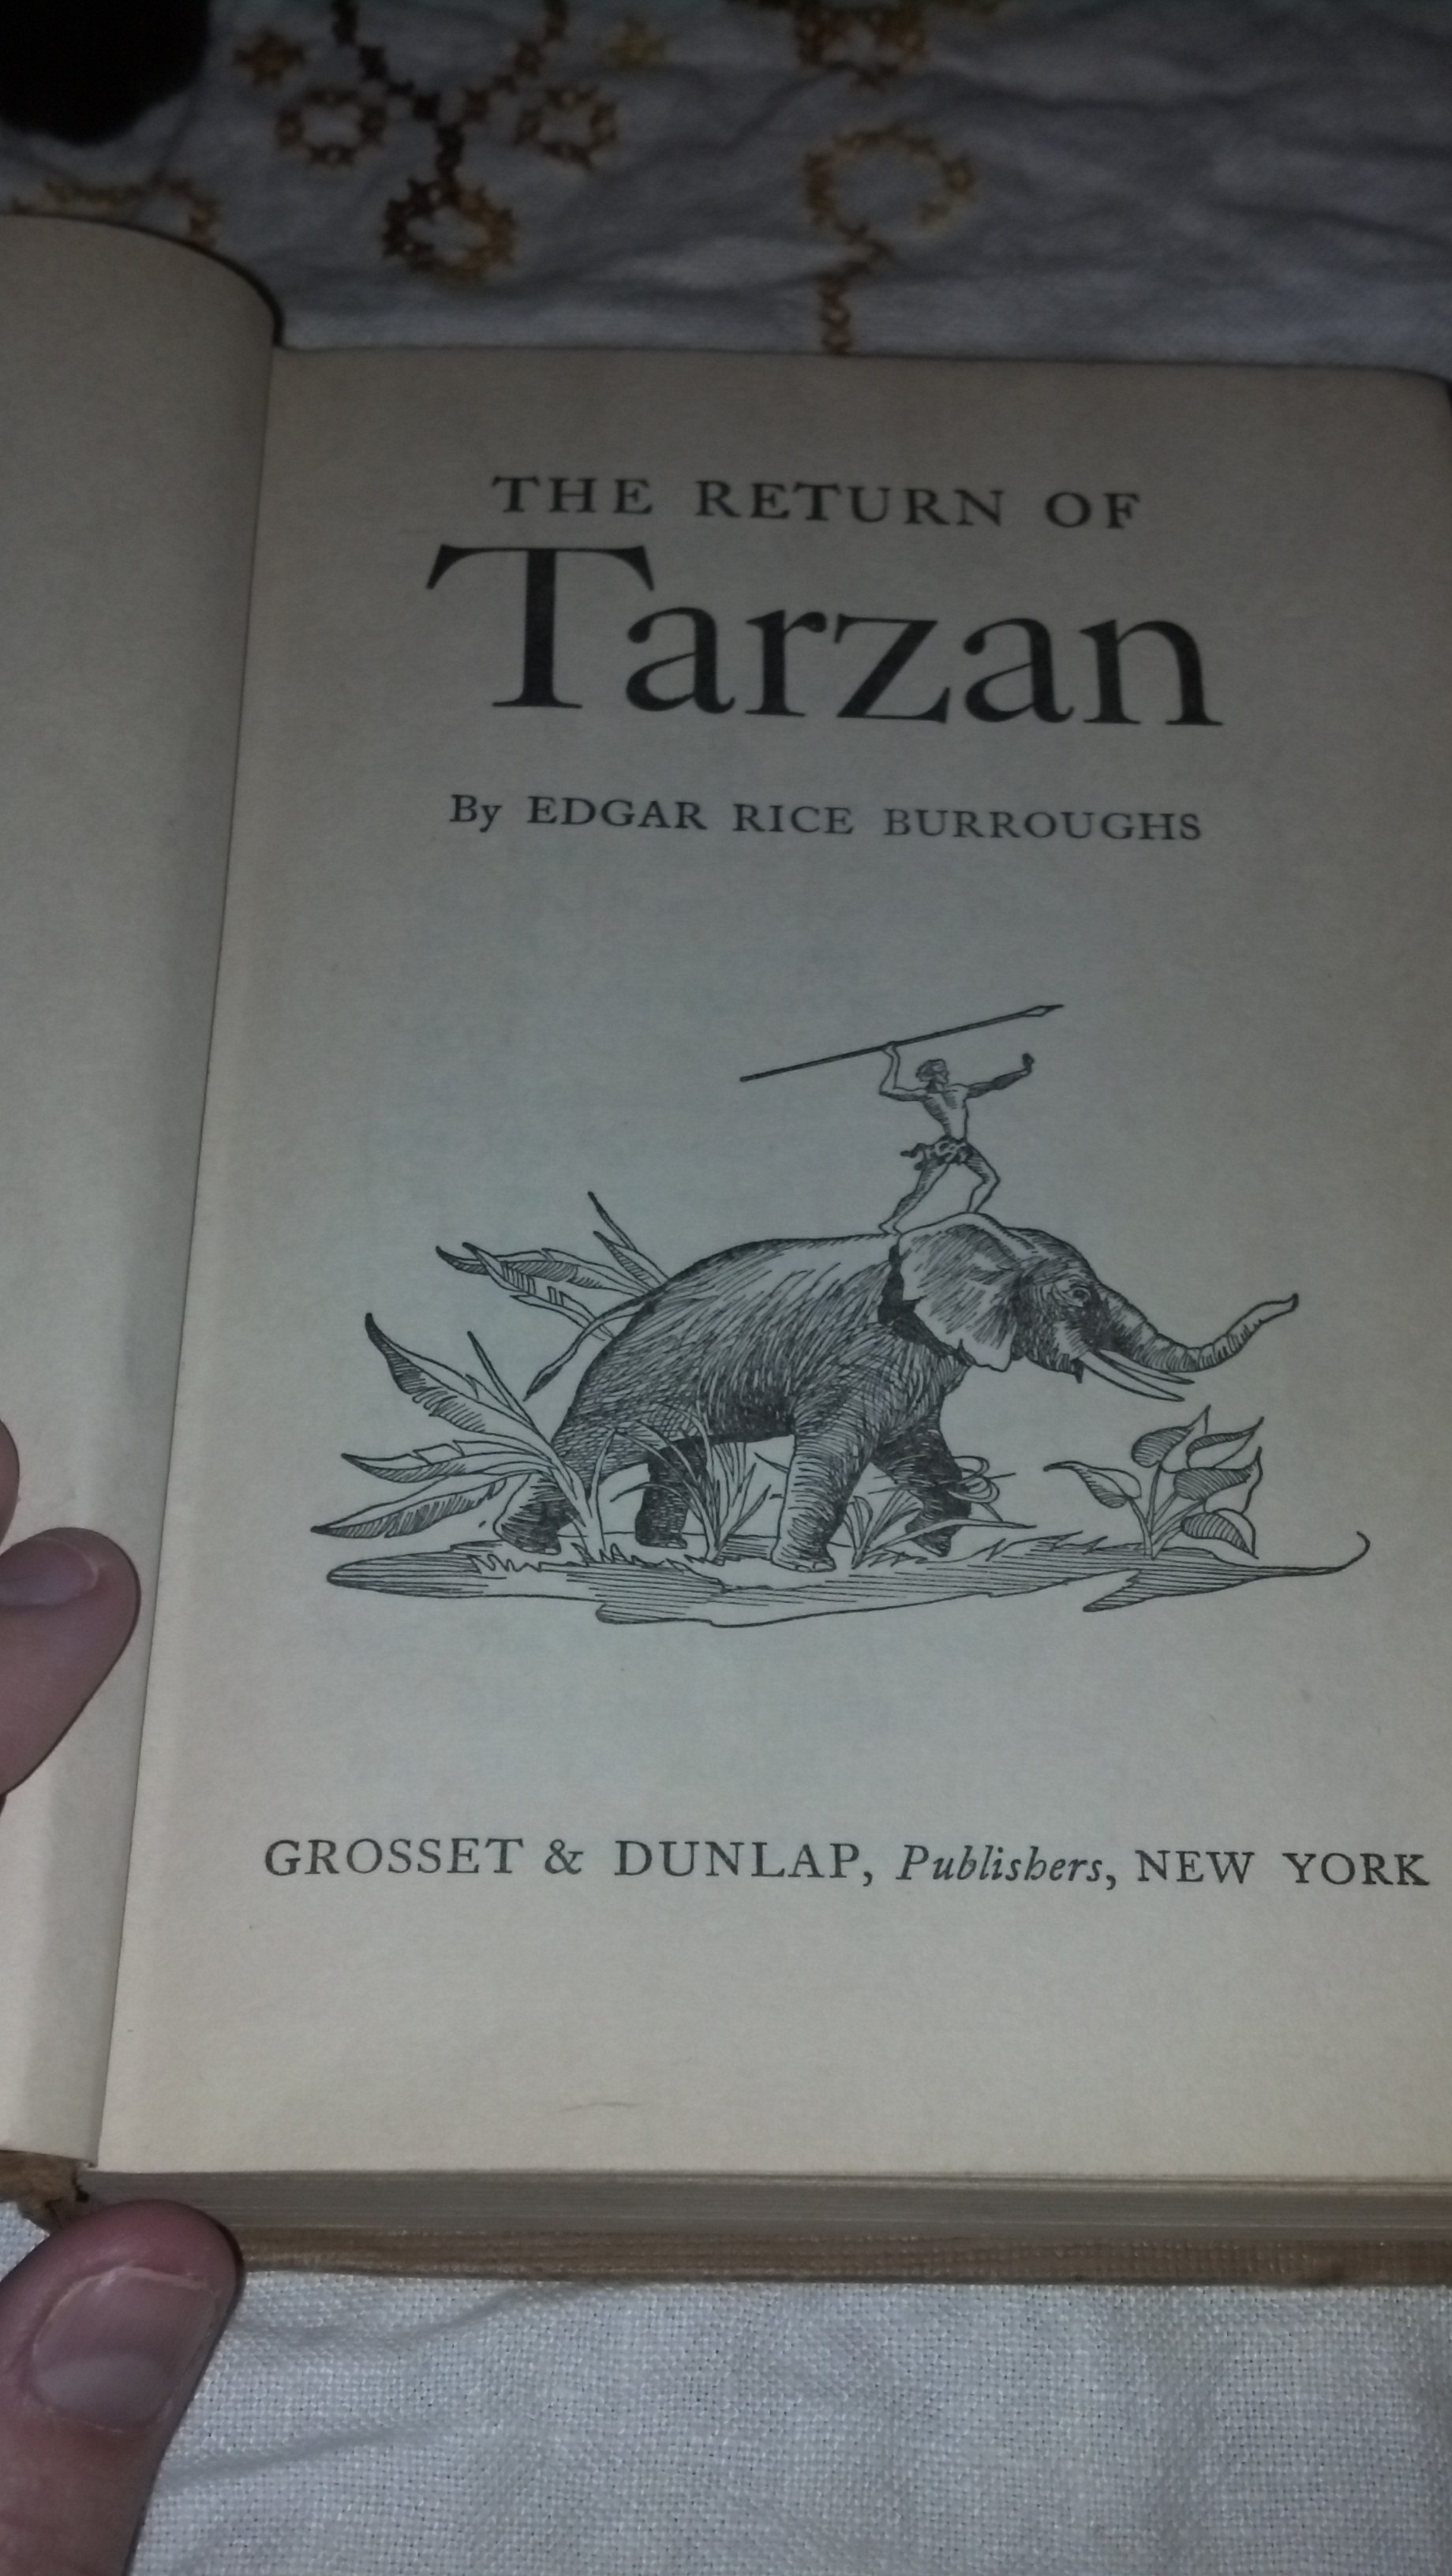 THE RETURN OF
Tarzan
By EDGAR RICE BURROUGHS
GROSSET & DUNLAP, Publishers, NEW YORK